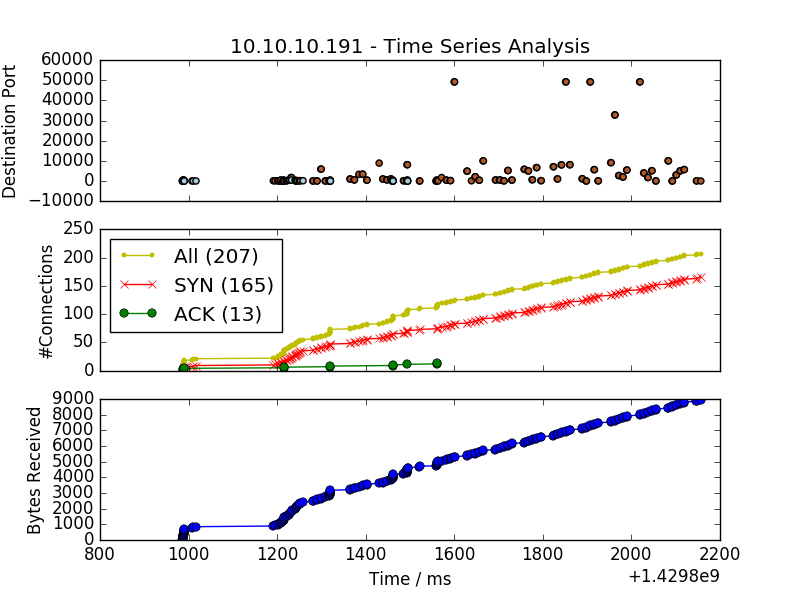 10.10.10.191 - Time Series Analysis
60000
50000
40000
30000
20000
10000
0
−10000
Destination Port
250
200
150
100
50
0
#Connections
All (207)
SYN (165)
ACK (13)
9000
8000
7000
6000
5000
4000
3000
2000
1000
0
Bytes Received
800 1000 1200 1400 1600 1800 2000 2200
Time / ms
+1.4298e9